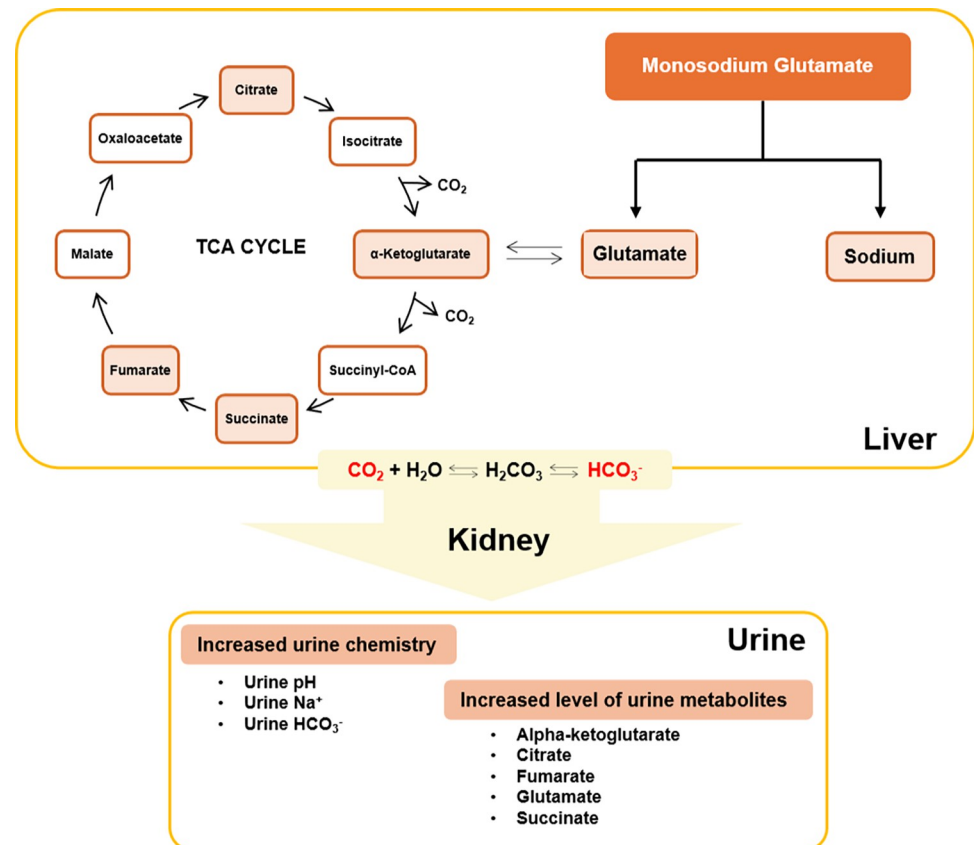 Monosodium Glutamate
Citrate
Oxaloacetate
Isocitrate
CO₂
Malate
TCA CYCLE
α-Ketoglutarate
Glutamate
Sodium
CO₂
Fumarate
Succinyl-CoA
Succinate
Liver
CO₂ + H₂O ⇌ H₂CO₃ ⇌ HCO₃⁻
Kidney
Urine
Increased urine chemistry
• Urine pH
• Urine Na⁺
• Urine HCO₃⁻
Increased level of urine metabolites
• Alpha-ketoglutarate
• Citrate
• Fumarate
• Glutamate
• Succinate